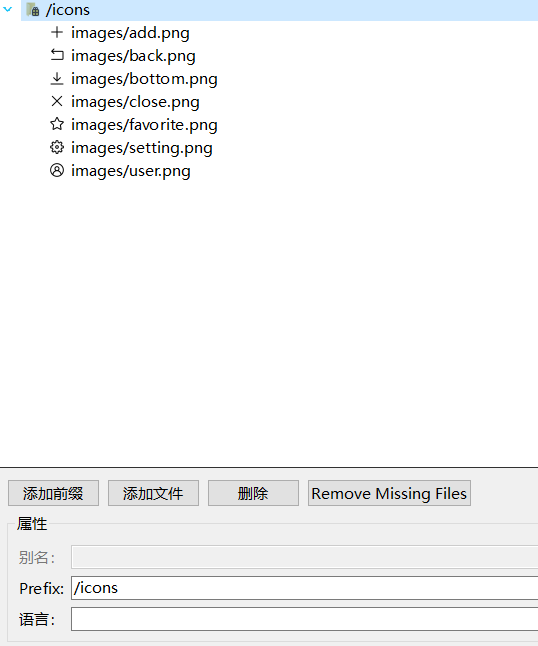 /icons
images/add.png
images/back.png
images/bottom.png
images/close.png
images/favorite.png
images/setting.png
images/user.png
添加前缀 添加文件 删除 Remove Missing Files
属性
别名：
Prefix: /icons
语言：